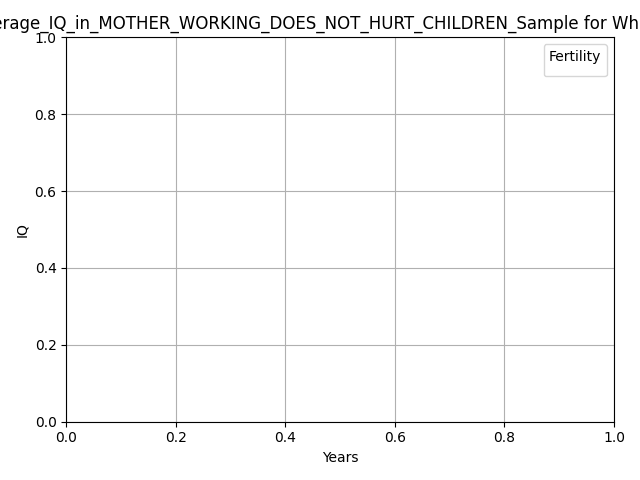 erage_IQ_in_MOTHER_WORKING_DOES_NOT_HURT_CHILDREN_Sample for Wh
Fertility
1.0
0.8
0.6
0.4
0.2
0.0
IQ
0.0 0.2 0.4 0.6 0.8 1.0
Years